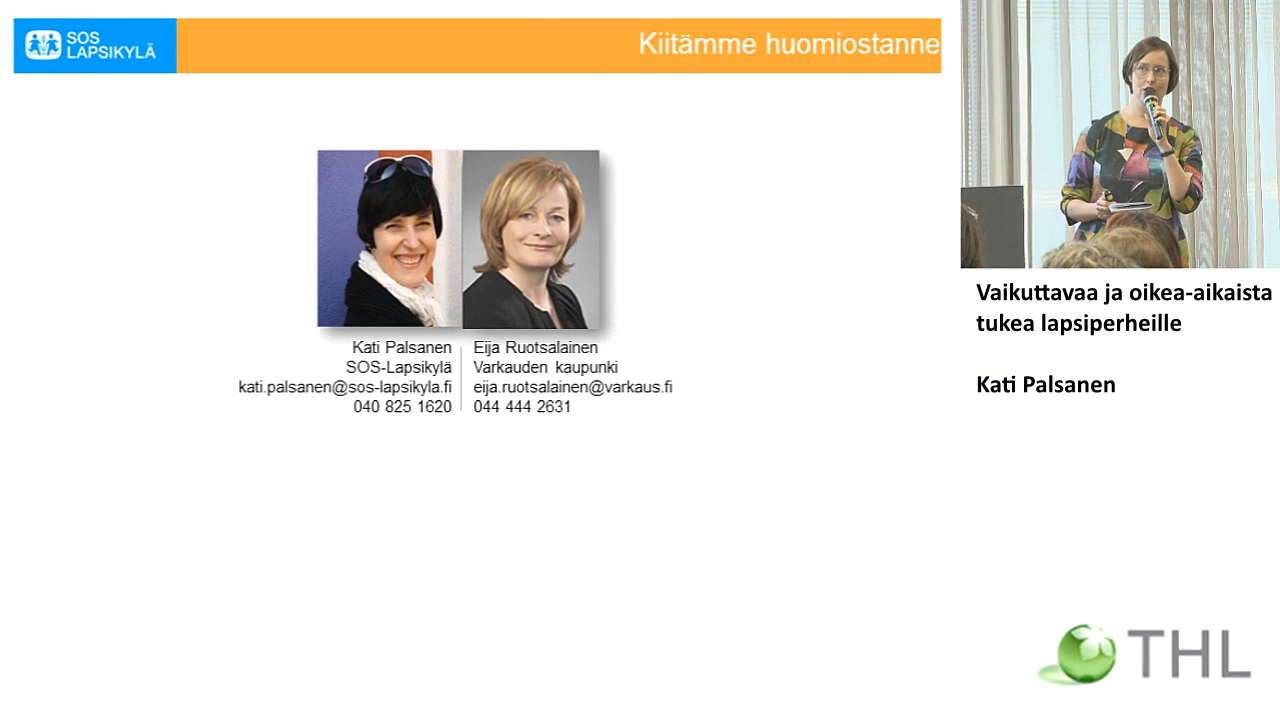 SOS
LAPSIKYLÄ
Kiitämme huomiostanne
Kati Palsanen
SOS-Lapsikylä
kati.palsanen@sos-lapsikyla.fi
040 825 1620
Eija Ruotsalainen
Varkauden kaupunki
eija.ruotsalainen@varkaus.fi
044 444 2631
Vaikuttavaa ja oikea-aikaista
tukea lapsiperheille
Kati Palsanen
THL